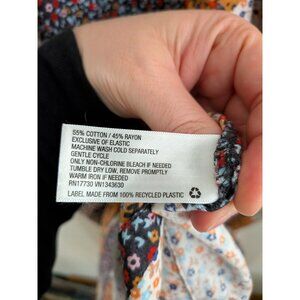 55% COTTON / 45% RAYON
EXCLUSIVE OF ELASTIC
MACHINE WASH COLD SEPARATELY
GENTLE CYCLE
ONLY NON-CHLORINE BLEACH IF NEEDED
TUMBLE DRY LOW, REMOVE PROMPTLY
WARM IRON IF NEEDED
RN17730 VN1343630
LABEL MADE FROM 100% RECYCLED PLASTIC